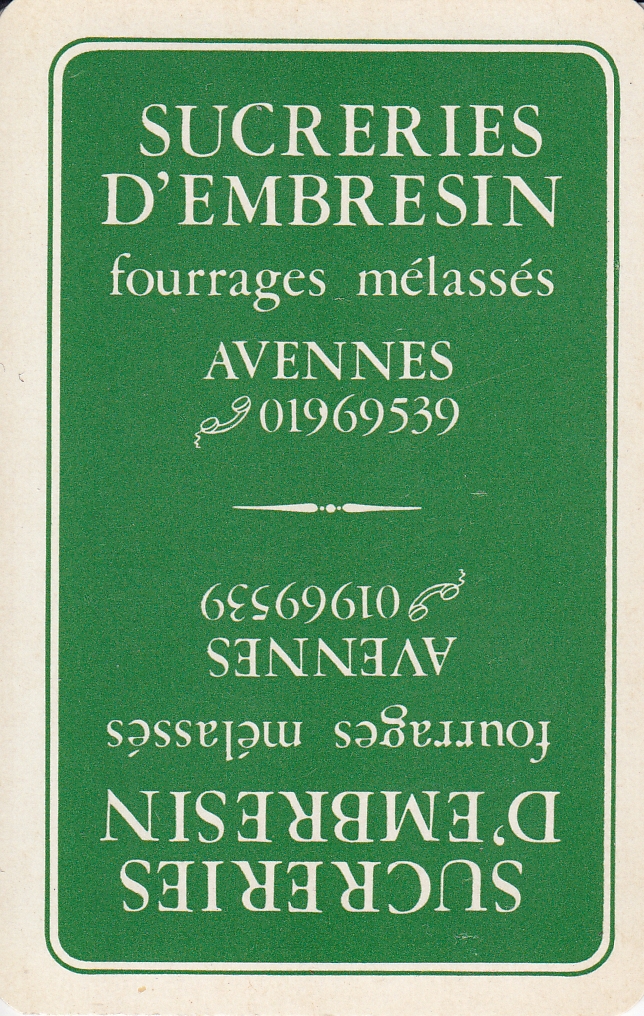 SUCRERIES
D'EMBRESIN
fourrages mélassés
AVENNES
01969539
SUCRERIES
D'EMBRESIN
fourrages mélassés
AVENNES
01969539